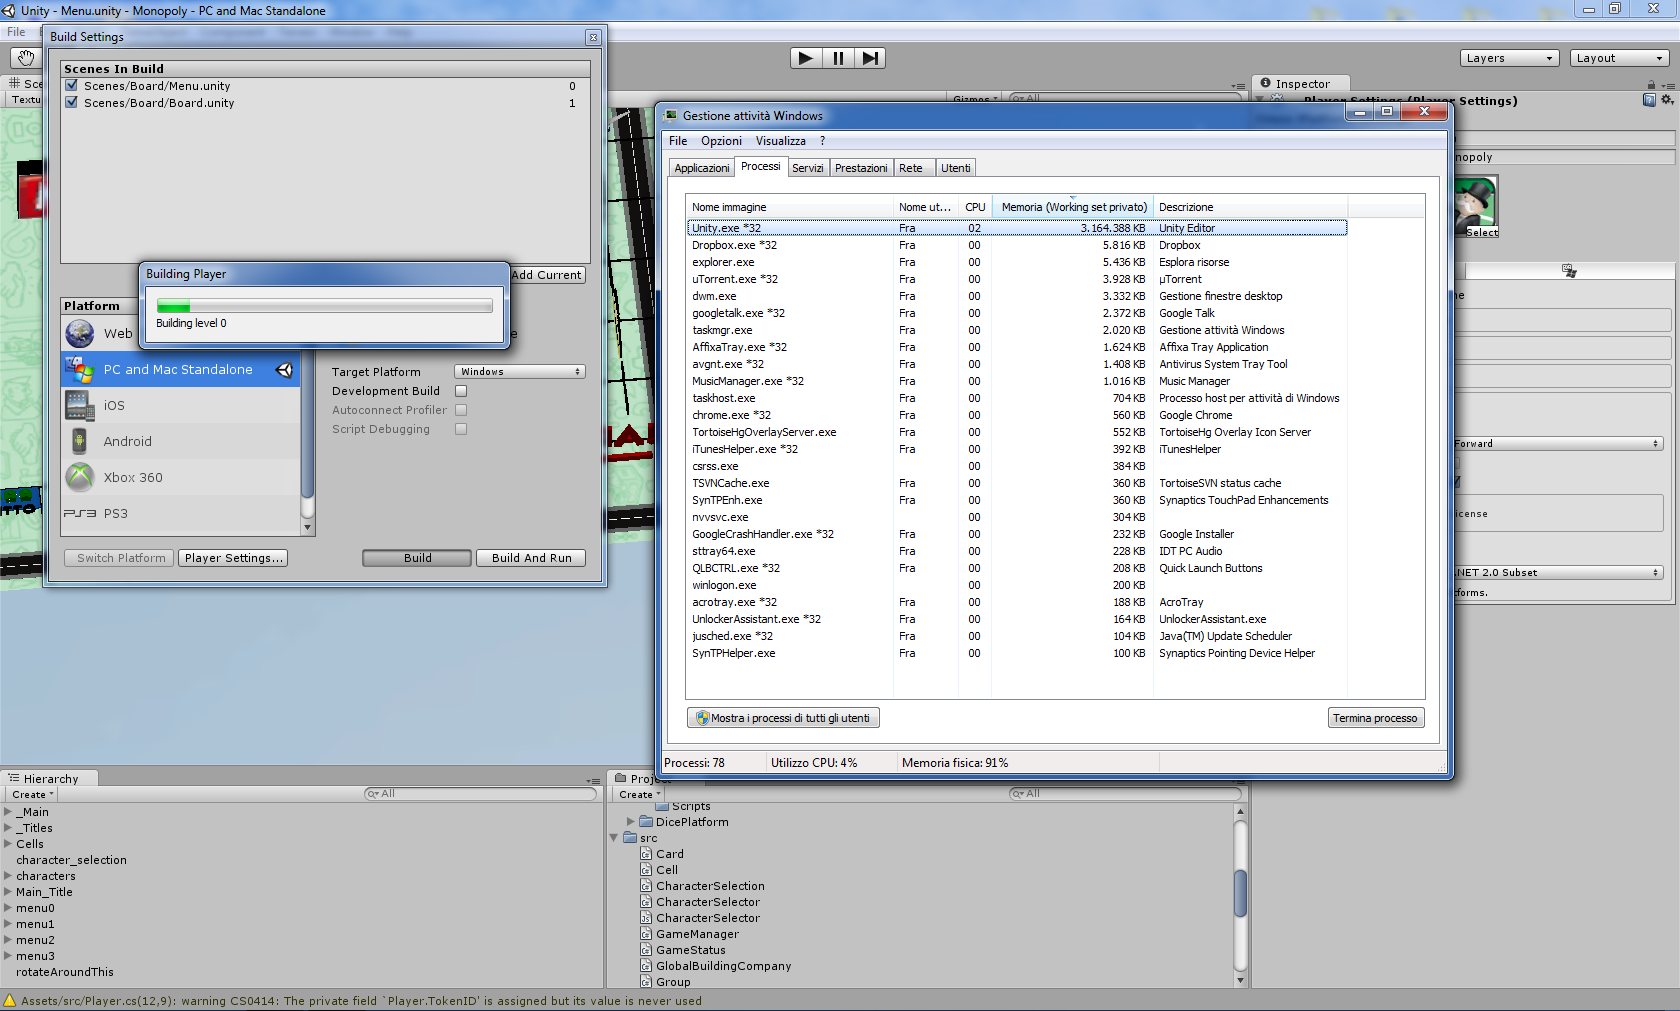 Unity - Menu.unity - Monopoly - PC and Mac Standalone
File
Build Settings
Scenes In Build
Scenes/Board/Menu.unity 0
Scenes/Board/Board.unity 1
Add Current
Building Player
Building level 0
Platform
Web
PC and Mac Standalone
iOS
Android
Xbox 360
PS3 PS3
Target Platform Windows
Development Build
Autoconnect Profiler
Script Debugging
Switch Platform Player Settings... Build Build And Run
Layers Layout
Gizmos All
Inspector
Player Settings (Player Settings)
Select
Forward
.NET 2.0 Subset
Gestione attività Windows
File Opzioni Visualizza ?
Applicazioni Processi Servizi Prestazioni Rete Utenti
Nome immagine Nome ut... CPU Memoria (Working set privato) Descrizione
Unity.exe *32 Fra 02 3.164.388 KB Unity Editor
Dropbox.exe *32 Fra 00 5.816 KB Dropbox
explorer.exe Fra 00 5.436 KB Esplora risorse
uTorrent.exe *32 Fra 00 3.928 KB µTorrent
dwm.exe Fra 00 3.332 KB Gestione finestre desktop
googletalk.exe *32 Fra 00 2.372 KB Google Talk
taskmgr.exe Fra 00 2.020 KB Gestione attività Windows
AffixaTray.exe *32 Fra 00 1.624 KB Affixa Tray Application
avgnt.exe *32 Fra 00 1.408 KB Antivirus System Tray Tool
MusicManager.exe *32 Fra 00 1.016 KB Music Manager
taskhost.exe Fra 00 704 KB Processo host per attività di Windows
chrome.exe *32 Fra 00 560 KB Google Chrome
TortoiseHgOverlayServer.exe Fra 00 552 KB TortoiseHg Overlay Icon Server
iTunesHelper.exe *32 Fra 00 392 KB iTunesHelper
csrss.exe 00 384 KB
TSVNCache.exe Fra 00 360 KB TortoiseSVN status cache
SynTPEnh.exe Fra 00 360 KB Synaptics TouchPad Enhancements
nvvsvc.exe 00 304 KB
GoogleCrashHandler.exe *32 Fra 00 232 KB Google Installer
sttray64.exe Fra 00 228 KB IDT PC Audio
QLBCTRL.exe *32 Fra 00 208 KB Quick Launch Buttons
winlogon.exe 00 200 KB
acrotray.exe *32 Fra 00 188 KB AcroTray
UnlockerAssistant.exe *32 Fra 00 164 KB UnlockerAssistant.exe
jusched.exe *32 Fra 00 104 KB Java(TM) Update Scheduler
SynTPHelper.exe Fra 00 100 KB Synaptics Pointing Device Helper
Mostra i processi di tutti gli utenti Termina processo
Processi: 78 Utilizzo CPU: 4% Memoria fisica: 91%
Hierarchy
Create All
_Main
_Titles
Cells
character_selection
characters
Main_Title
menu0
menu1
menu2
menu3
rotateAroundThis
Create All
Scripts
DicePlatform
src
Card
Cell
CharacterSelection
CharacterSelector
CharacterSelector
GameManager
GameStatus
GlobalBuildingCompany
Group
Assets/src/Player.cs(12,9): warning CS0414: The private field `Player.TokenID' is assigned but its value is never used